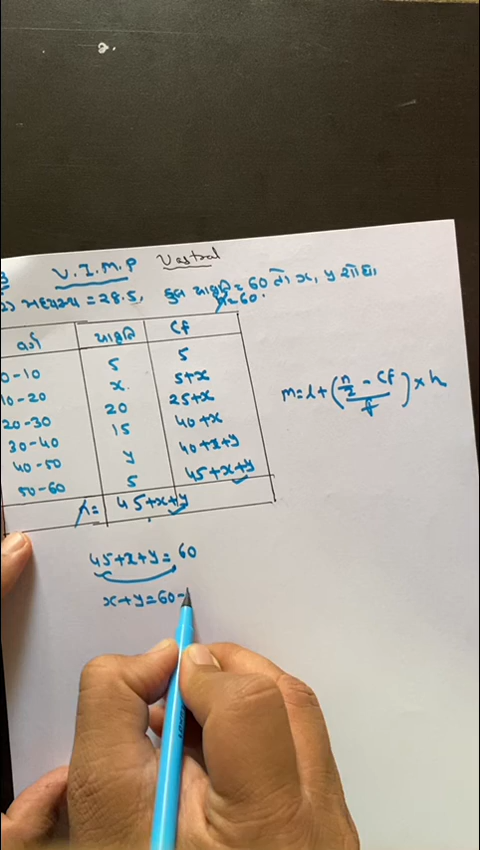 V.I.M.P Vastral
મધ્યસ્થ = 28.5, કુલ આવૃત્તિ = 60 તો x, y શોધો.
n=60.
વર્ગ આવૃત્તિ cf
0-10 5 5
10-20 x. 5+x
20-30 20 25+x
30-40 15 40+x
40-50 y 40+x+y
50-60 5 45+x+y
n= 45+x+y
M=l+(n/2-cf/f)×h
45+x+y=60
x+y=60-